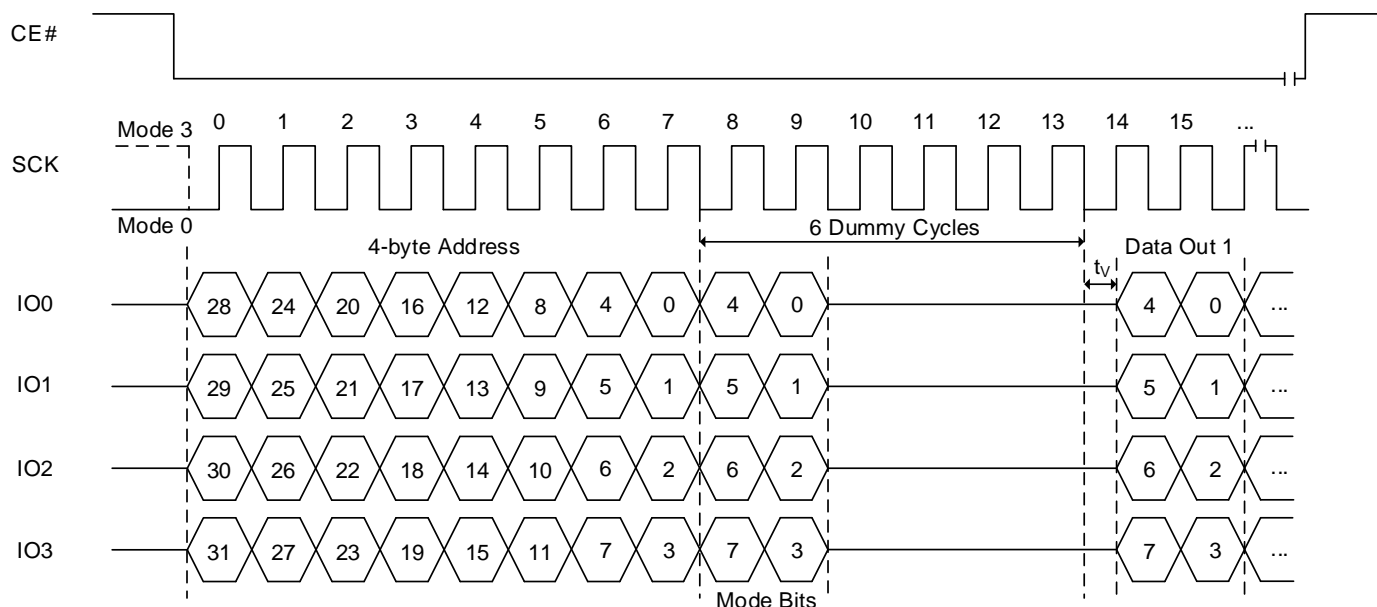 CE#
Mode 3 0 1 2 3 4 5 6 7 8 9 10 11 12 13 14 15 ...
SCK
Mode 0
4-byte Address 6 Dummy Cycles Data Out 1
tV
IO0 28 24 20 16 12 8 4 0 4 0 4 0 ...
IO1 29 25 21 17 13 9 5 1 5 1 5 1 ...
IO2 30 26 22 18 14 10 6 2 6 2 6 2 ...
IO3 31 27 23 19 15 11 7 3 7 3 7 3 ...
Mode Bits